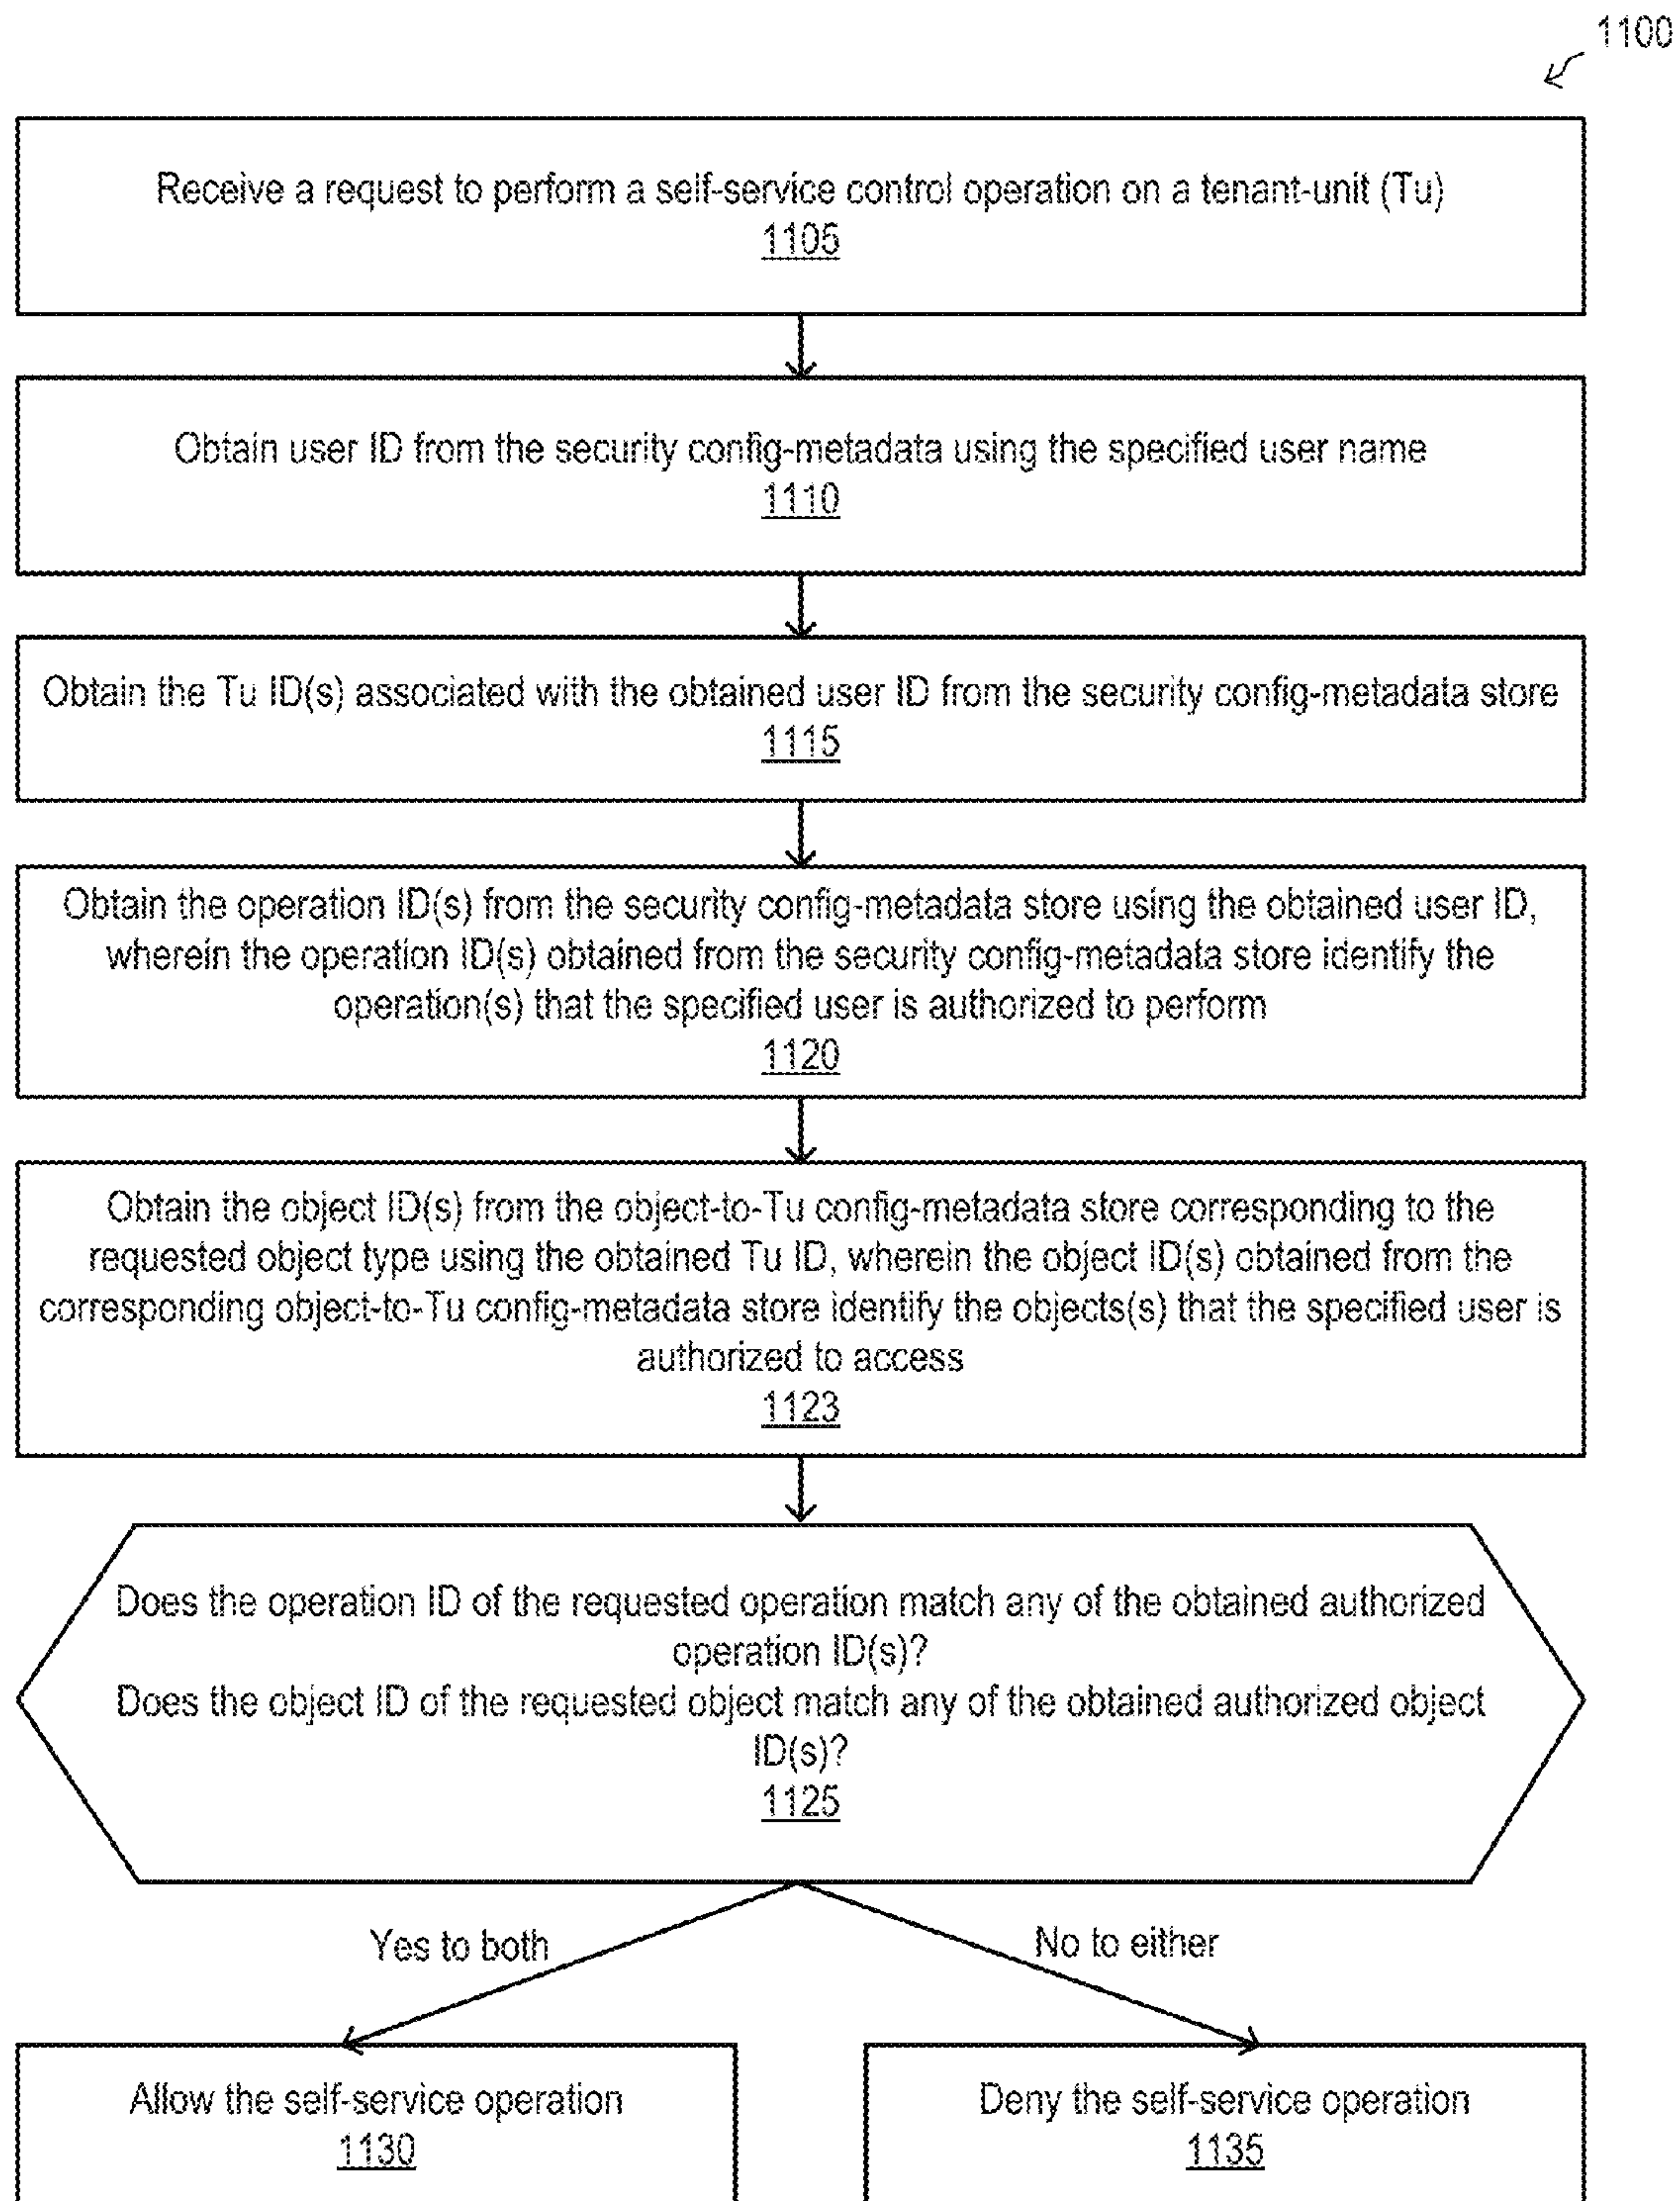 1100
Receive a request to perform a self-service control operation on a tenant-unit (Tu)
1105
Obtain user ID from the security config-metadata using the specified user name
1110
Obtain the Tu ID(s) associated with the obtained user ID from the security config-metadata store
1115
Obtain the operation ID(s) from the security config-metadata store using the obtained user ID,
wherein the operation ID(s) obtained from the security config-metadata store identify the
operation(s) that the specified user is authorized to perform
1120
Obtain the object ID(s) from the object-to-Tu config-metadata store corresponding to the
requested object type using the obtained Tu ID, wherein the object ID(s) obtained from the
corresponding object-to-Tu config-metadata store identify the objects(s) that the specified user is
authorized to access
1123
Does the operation ID of the requested operation match any of the obtained authorized
operation ID(s)?
Does the object ID of the requested object match any of the obtained authorized object
ID(s)?
1125
Yes to both
No to either
Allow the self-service operation
1130
Deny the self-service operation
1135